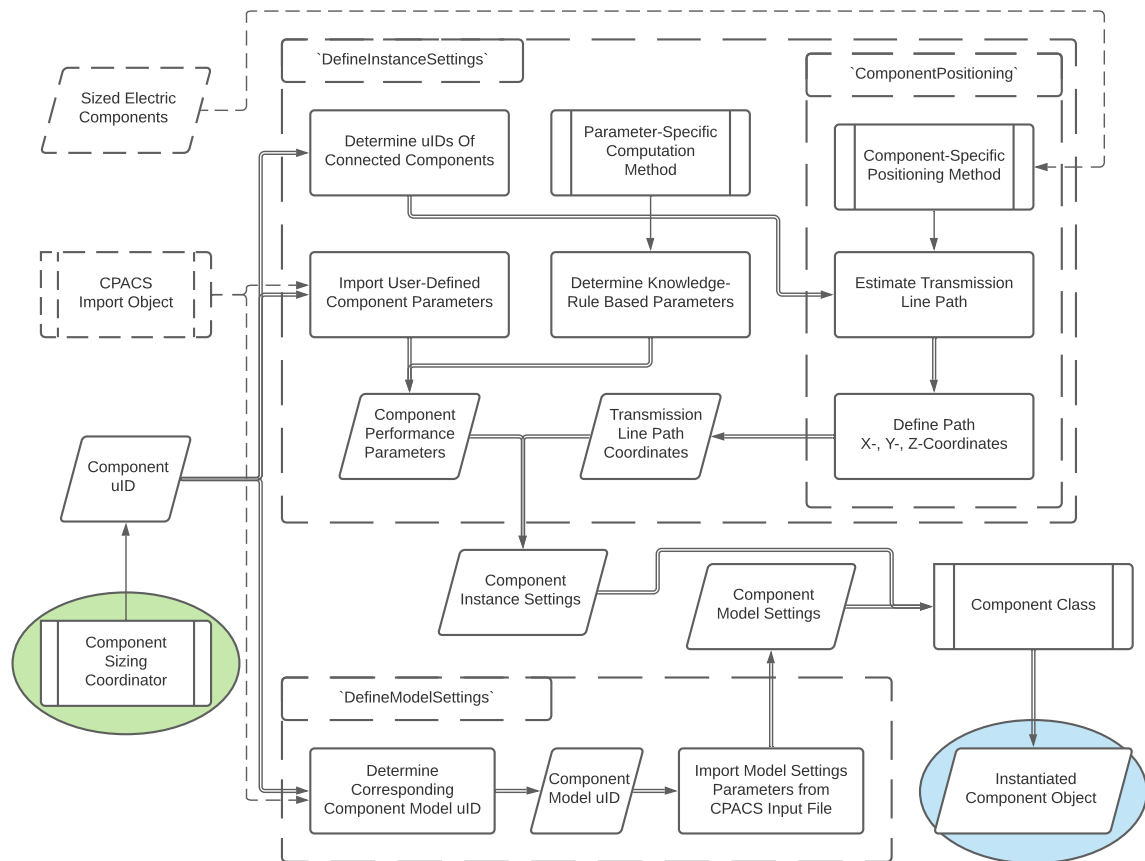 `DefineInstanceSettings`
`ComponentPositioning`
Sized Electric
Components
Determine uIDs Of
Connected Components
Parameter-Specific
Computation
Method
Component-Specific
Positioning Method
CPACS
Import Object
Import User-Defined
Component Parameters
Determine Knowledge-
Rule Based Parameters
Estimate Transmission
Line Path
Component
Performance
Parameters
Transmission
Line Path
Coordinates
Define Path
X-, Y-, Z-Coordinates
Component
uID
Component
Instance Settings
Component
Model Settings
Component Class
Component
Sizing
Coordinator
`DefineModelSettings`
Determine
Corresponding
Component Model uID
Component
Model uID
Import Model Settings
Parameters from
CPACS Input File
Instantiated
Component Object